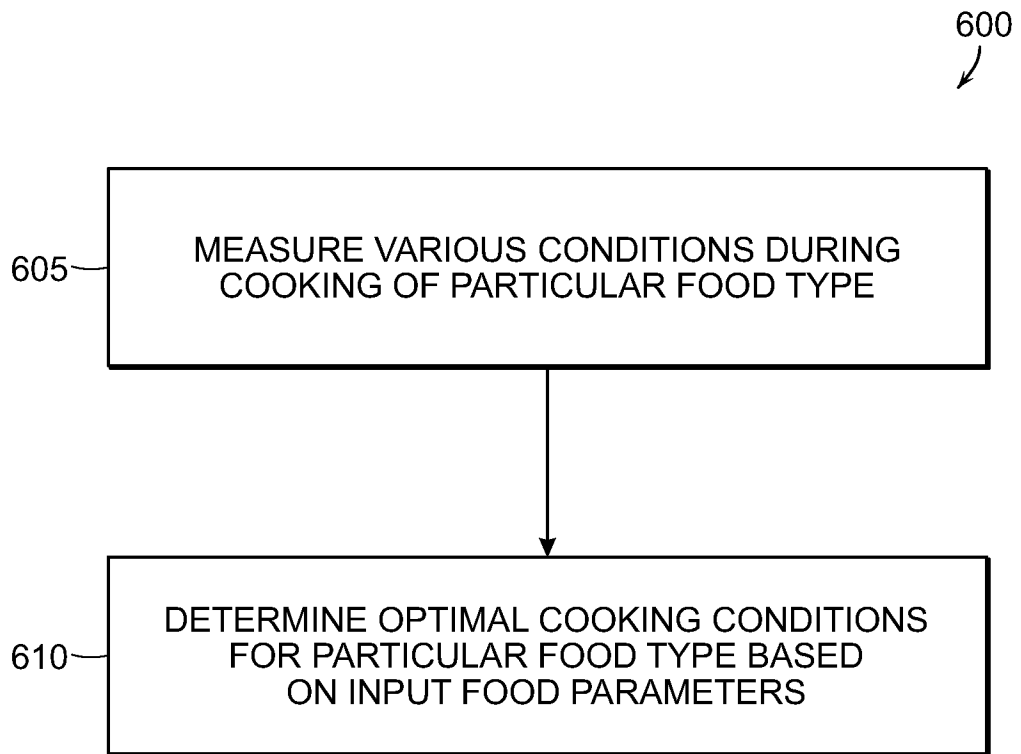 600
605
MEASURE VARIOUS CONDITIONS DURING
COOKING OF PARTICULAR FOOD TYPE
610
DETERMINE OPTIMAL COOKING CONDITIONS
FOR PARTICULAR FOOD TYPE BASED
ON INPUT FOOD PARAMETERS